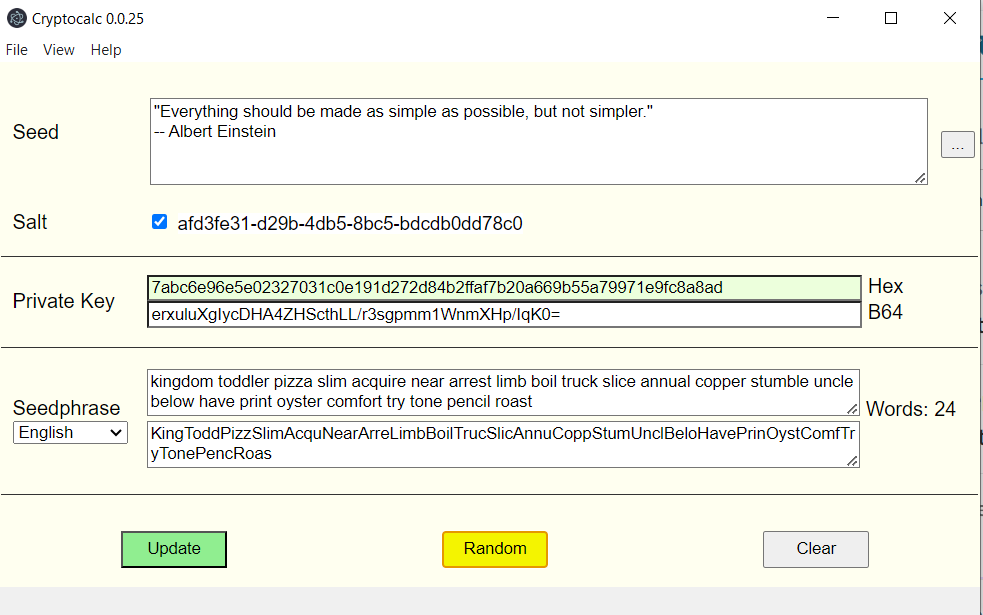 Cryptocalc 0.0.25
File View Help
Seed
"Everything should be made as simple as possible, but not simpler."
-- Albert Einstein
...
Salt
afd3fe31-d29b-4db5-8bc5-bdcdb0dd78c0
Private Key
7abc6e96e5e02327031c0e191d272d84b2ffaf7b20a669b55a79971e9fc8a8ad
Hex
erxuluXgIycDHA4ZHScthLL/r3sgpmm1WnmXHp/IqK0=
B64
Seedphrase
English
kingdom toddler pizza slim acquire near arrest limb boil truck slice annual copper stumble uncle
below have print oyster comfort try tone pencil roast
Words: 24
KingToddPizzSlimAcquNearArreLimbBoilTrucSlicAnnuCoppStumUnclBeloHavePrinOystComfTr
yTonePencRoas
Update
Random
Clear